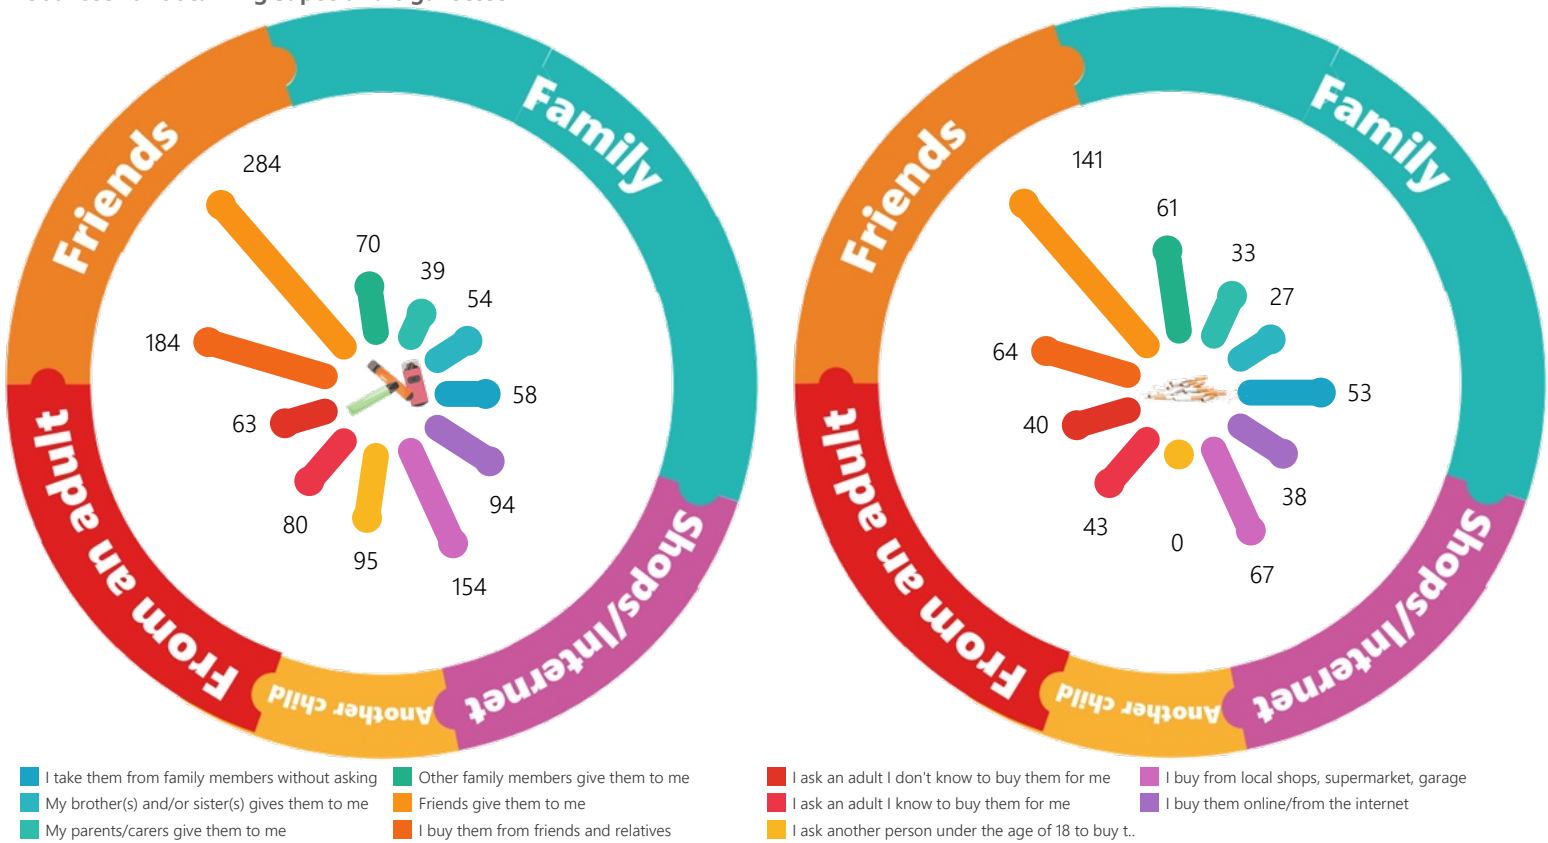 Friends
Family
Shops/Internet
Another child
From an adult
284
70
39
54
58
94
154
95
80
63
184
Friends
Family
Shops/Internet
Another child
From an adult
141
61
33
27
53
38
67
0
43
40
64
I take them from family members without asking
My brother(s) and/or sister(s) gives them to me
My parents/carers give them to me
Other family members give them to me
Friends give them to me
I buy them from friends and relatives
I ask an adult I don't know to buy them for me
I ask an adult I know to buy them for me
I ask another person under the age of 18 to buy t..
I buy from local shops, supermarket, garage
I buy them online/from the internet